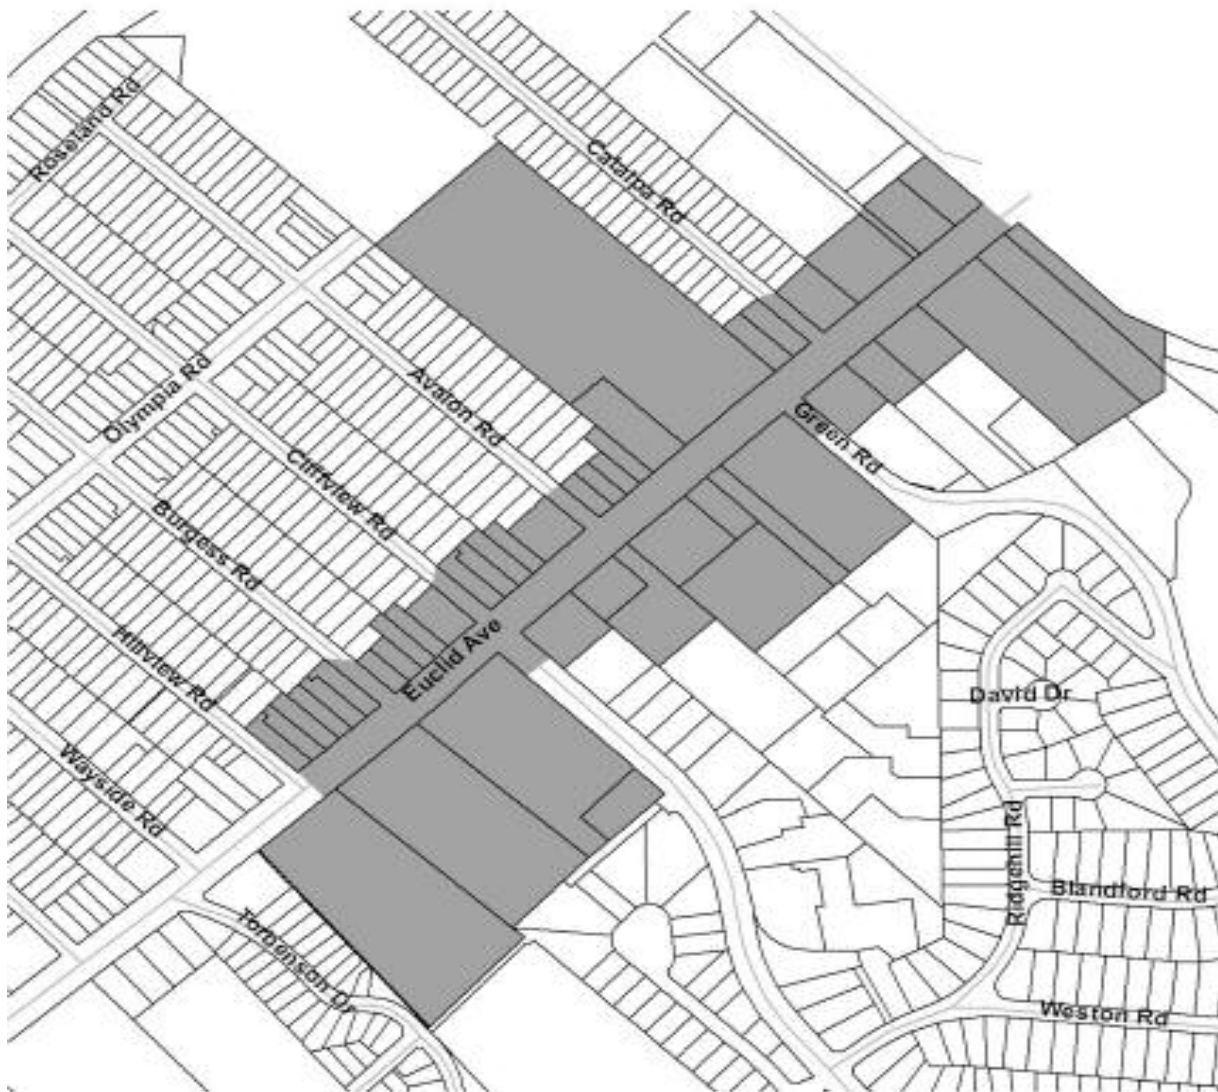 Roseland Rd
Catalpa Rd
Olympia Rd
Avalon Rd
Green Rd
Cliffview Rd
Burgess Rd
Hillview Rd
Euclid Ave
David Dr
Wayside Rd
Ridgehill Rd
Blandford Rd
Torbenson Dr
Weston Rd